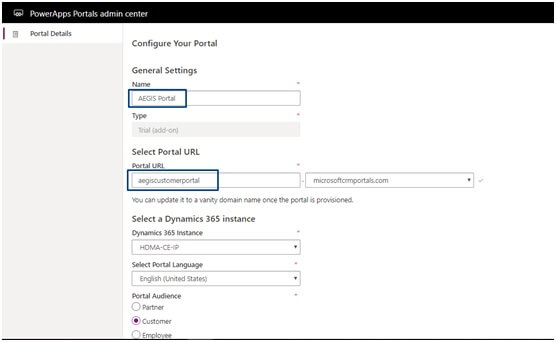 PowerApps Portals admin center
Portal Details
Configure Your Portal
General Settings
Name *
AEGIS Portal
Type *
Trial (add-on)
Select Portal URL
Portal URL *
aegiscustomerportal . microsoftcrmportals.com
You can update it to a vanity domain name once the portal is provisioned.
Select a Dynamics 365 instance
Dynamics 365 Instance *
HDMA-CE-IP
Select Portal Language *
English (United States)
Portal Audience *
Partner
Customer
Employee